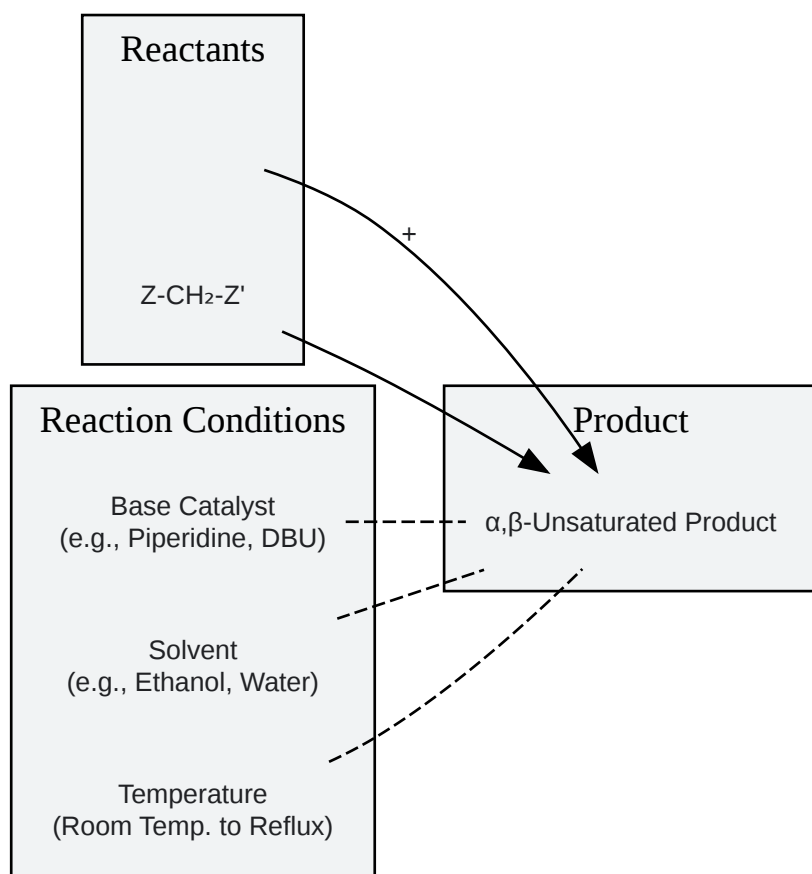 Reactants
+
Z-CH₂-Z'
Reaction Conditions
Product
Base Catalyst
(e.g., Piperidine, DBU)
α,β-Unsaturated Product
Solvent
(e.g., Ethanol, Water)
Temperature
(Room Temp. to Reflux)